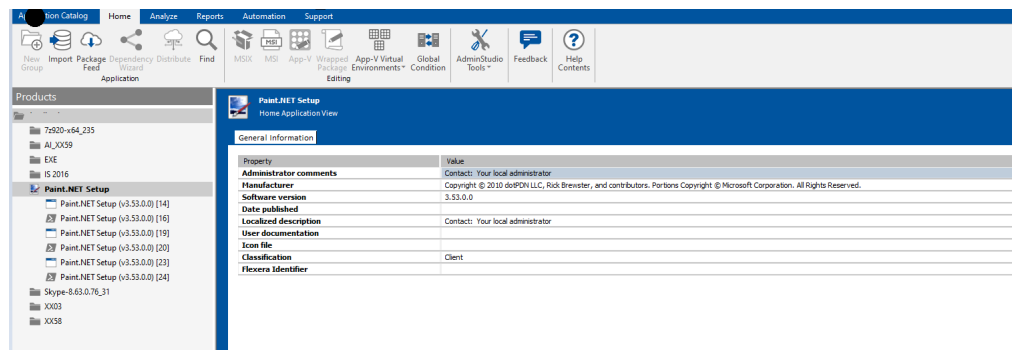 Application Catalog Home Analyze Reports Automation Support
New Group Import Package Feed Dependency Wizard Distribute Find MSIX MSI App-V Wrapped Package App-V Virtual Environments Global Condition AdminStudio Tools Feedback Help Contents
Application Editing
Products
Paint.NET Setup
Home Application View
General Information
7z920-x64_235
AI_XX59
EXE
IS 2016
Paint.NET Setup
Paint.NET Setup (v3.53.0.0) [14]
Paint.NET Setup (v3.53.0.0) [16]
Paint.NET Setup (v3.53.0.0) [19]
Paint.NET Setup (v3.53.0.0) [20]
Paint.NET Setup (v3.53.0.0) [23]
Paint.NET Setup (v3.53.0.0) [24]
Skype-8.63.0.76_31
XX03
XX58
Property Value
Administrator comments Contact: Your local administrator
Manufacturer Copyright © 2010 dotPDN LLC, Rick Brewster, and contributors. Portions Copyright © Microsoft Corporation. All Rights Reserved.
Software version 3.53.0.0
Date published
Localized description Contact: Your local administrator
User documentation
Icon file
Classification Client
Flexera Identifier